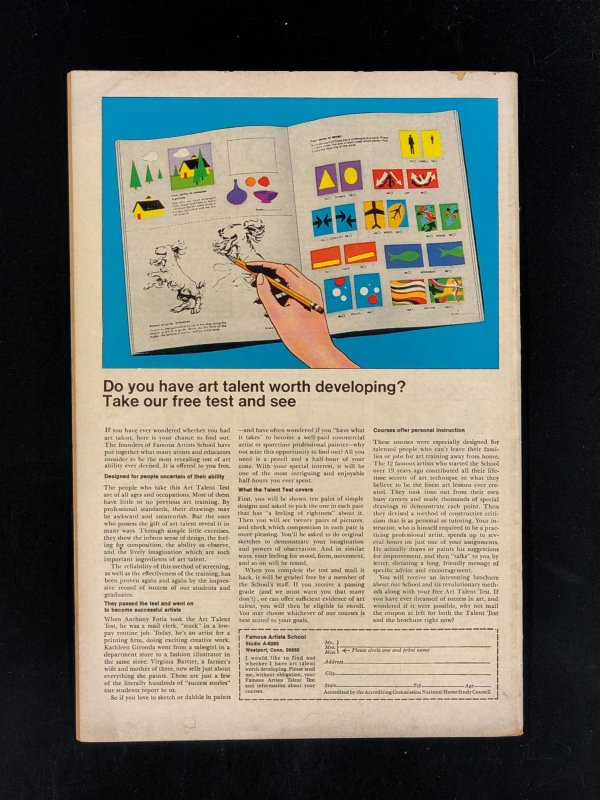 Your ability to compose
a picture
Your sense of design
Do you have art talent worth developing?
Take our free test and see
If you have ever wondered whether you had
art talent, here is your chance to find out.
The founders of Famous Artists School have
put together what many artists and educators
consider to be the most revealing test of art
ability ever devised. It is offered to you free.
Designed for people uncertain of their ability
The people who take this Art Talent Test
are of all ages and occupations. Most of them
have little or no previous art training. By
professional standards, their drawings may
be awkward and amateurish. But the ones
who possess the gift of art talent reveal it in
many ways. Through simple little exercises,
they show the inborn sense of design, the feel-
ing for composition, the ability to observe,
and the lively imagination which are such
important ingredients of art talent.
The reliability of this method of screening,
as well as the effectiveness of the training, has
been proven again and again by the impres-
sive record of success of our students and
graduates.
They passed the test and went on
to become successful artists
When Anthony Fotia took the Art Talent
Test, he was a mail clerk, "stuck" in a low-
pay routine job. Today, he's an artist for a
printing firm, doing exciting creative work.
Kathleen Gironda went from a salesgirl in a
department store to a fashion illustrator in
the same store. Virginia Bartter, a farmer's
wife and mother of three, now sells just about
everything she paints. These are just a few
of the literally hundreds of "success stories"
our students report to us.
So if you love to sketch or dabble in paints
—and have often wondered if you "have what
it takes" to become a well-paid commercial
artist or sparetime professional painter—why
not seize this opportunity to find out? All you
need is a pencil and a half-hour of your
time. With your special interest, it will be
one of the most intriguing and enjoyable
half hours you ever spent.
What the Talent Test covers
First, you will be shown ten pairs of simple
designs and asked to pick the one in each pair
that has "a feeling of rightness" about it.
Then you will see twenty pairs of pictures,
and check which composition in each pair is
more pleasing. You'll be asked to do original
sketches to demonstrate your imagination
and powers of observation. And in similar
ways, your feeling for mood, form, movement,
and so on will be tested.
When you complete the test and mail it
back, it will be graded free by a member of
the School's staff. If you receive a passing
grade (and we must warn you that many
don't), or can offer sufficient evidence of art
talent, you will then be eligible to enroll.
You may choose whichever of our courses is
best suited to your goals.
Courses offer personal instruction
These courses were especially designed for
talented people who can't leave their fami-
lies or jobs for art training away from home.
The 12 famous artists who started the School
over 19 years ago contributed all their life-
time secrets of art technique to what they
believe to be the finest art lesson ever cre-
ated. They took time out from their own
busy careers and made thousands of special
drawings to demonstrate each point. Then
they devised a method of constructive criti-
cism that is as personal as tutoring. Your in-
structor, who is himself required to be a prac-
ticing professional artist, spends up to sev-
eral hours on just one of your assignments.
He actually draws or paints his suggestions
for improvement, and then "talks" to you by
letter, dictating a long, friendly message of
specific advice and encouragement.
You will receive an interesting brochure
about our School and its revolutionary meth-
ods along with your free Art Talent Test. If
you have ever dreamed of success in art, and
wondered if it were possible, why not mail
the coupon it left for both the Talent Test
and the brochure right now?
Famous Artists School
Studio A-6260
Westport, Conn. 06880
I would like to find out
whether I have art talent
worth developing. Please send
me, without obligation, your
Famous Artists Talent Test
and information about your
courses.
Mr.
Mrs.
Miss Please circle one and print name
Address
City
State Zip Age
Accredited by the Accrediting Commission National Home Study Council